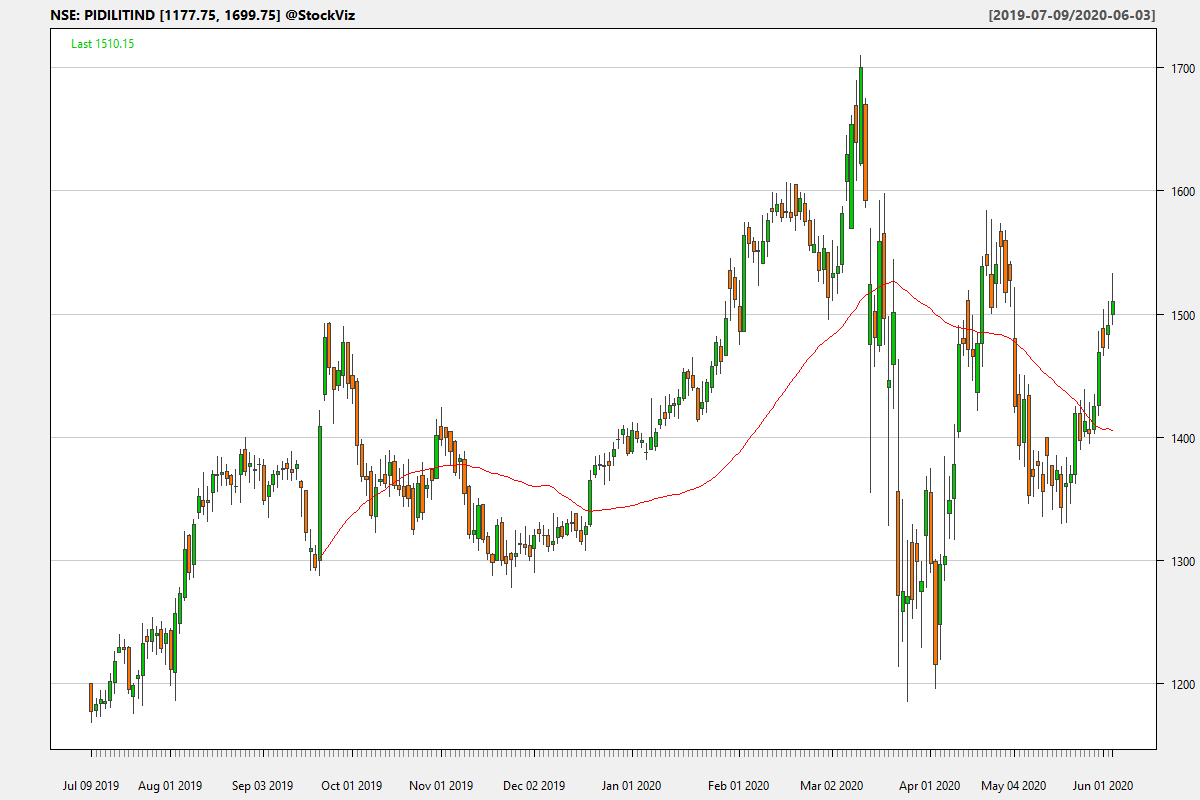 NSE: PIDILITIND [1177.75, 1699.75] @StockViz [2019-07-09/2020-06-03]
Last 1510.15
1700
1600
1500
1400
1300
1200
Jul 09 2019 Aug 01 2019 Sep 03 2019 Oct 01 2019 Nov 01 2019 Dec 02 2019 Jan 01 2020 Feb 01 2020 Mar 02 2020 Apr 01 2020 May 04 2020 Jun 01 2020